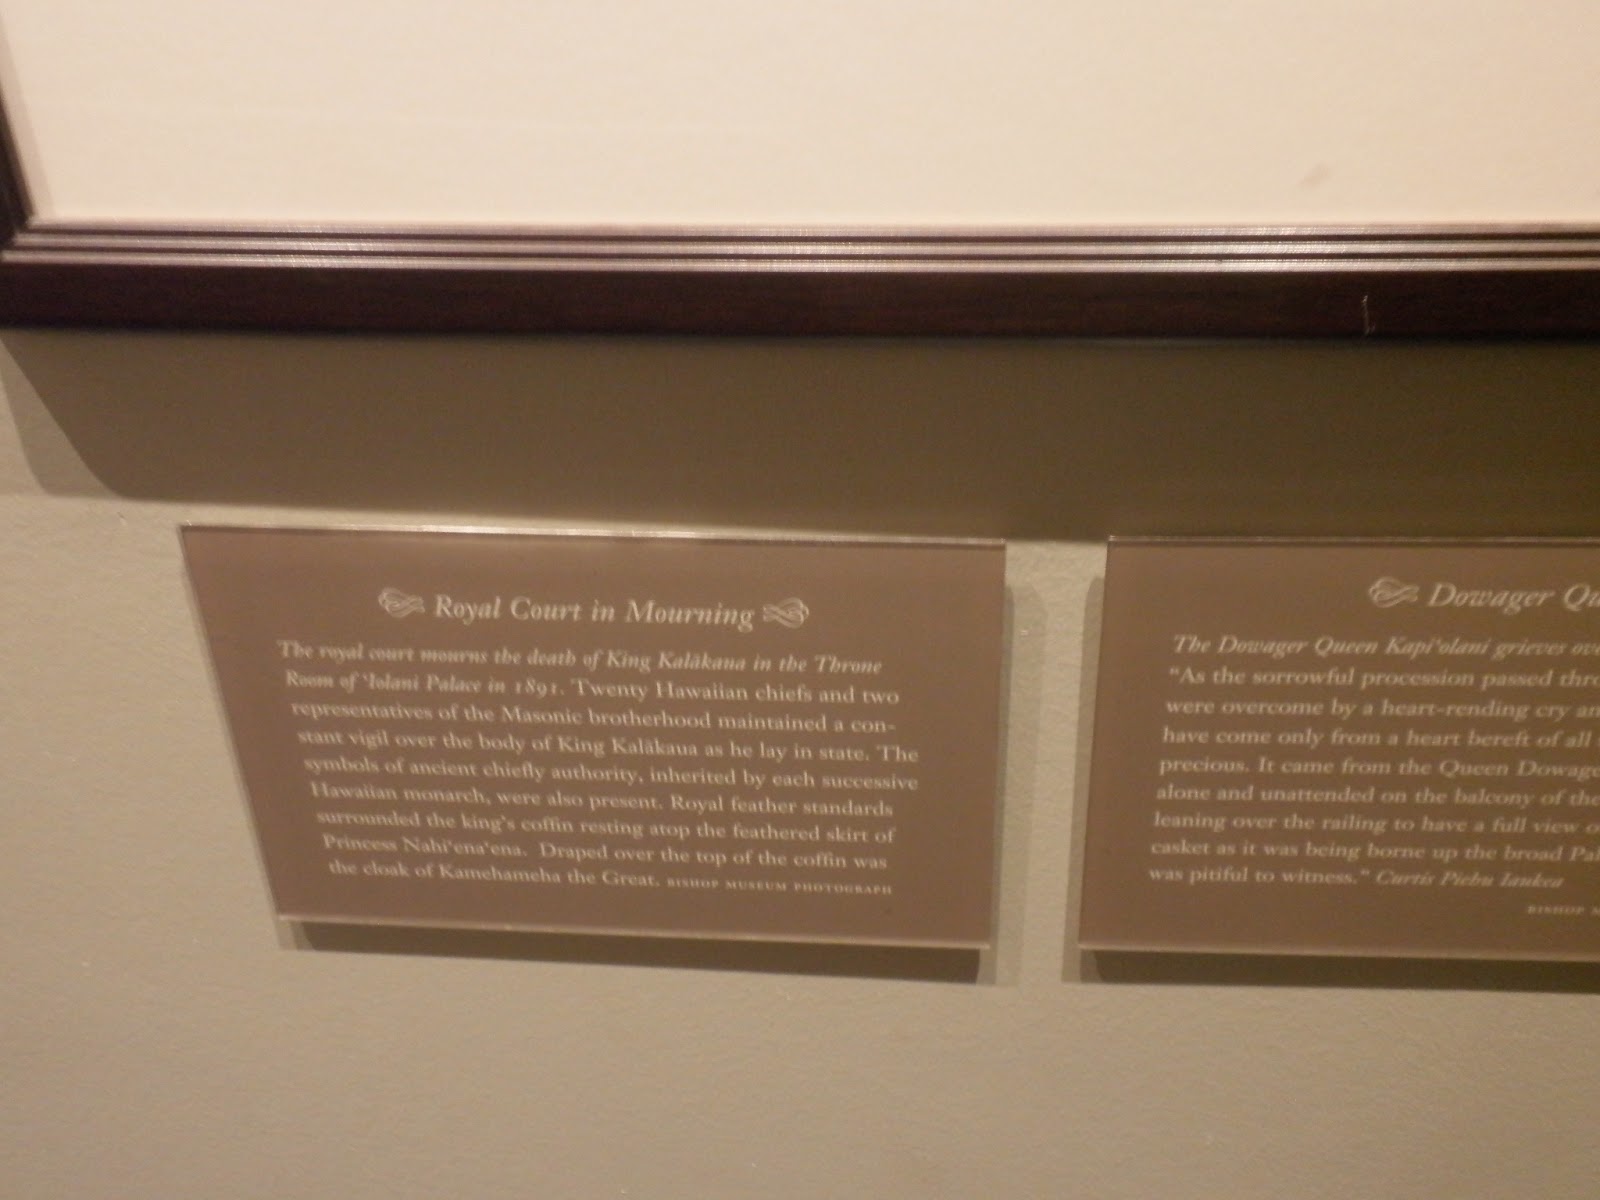 Royal Court in Mourning
The royal court mourns the death of King Kalākaua in the Throne
Room of ʻIolani Palace in 1891. Twenty Hawaiian chiefs and two
representatives of the Masonic brotherhood maintained a con-
stant vigil over the body of King Kalākaua as he lay in state. The
symbols of ancient chiefly authority, inherited by each successive
Hawaiian monarch, were also present. Royal feather standards
surrounded the king's coffin resting atop the feathered skirt of
Princess Nahiʻenaʻena. Draped over the top of the coffin was
the cloak of Kamehameha the Great. BISHOP MUSEUM PHOTOGRAPH
Dowager
The Dowager Queen Kapiʻolani grieves
"As the sorrowful procession passed
were overcome by a heart-rending cry
have come only from a heart bereft of all
precious. It came from the Queen
alone and unattended on the balcony of the
leaning over the railing to have a full view
casket as it was being borne up the broad
was pitiful to witness." Curtis Piehu Iaukea
BISHOP